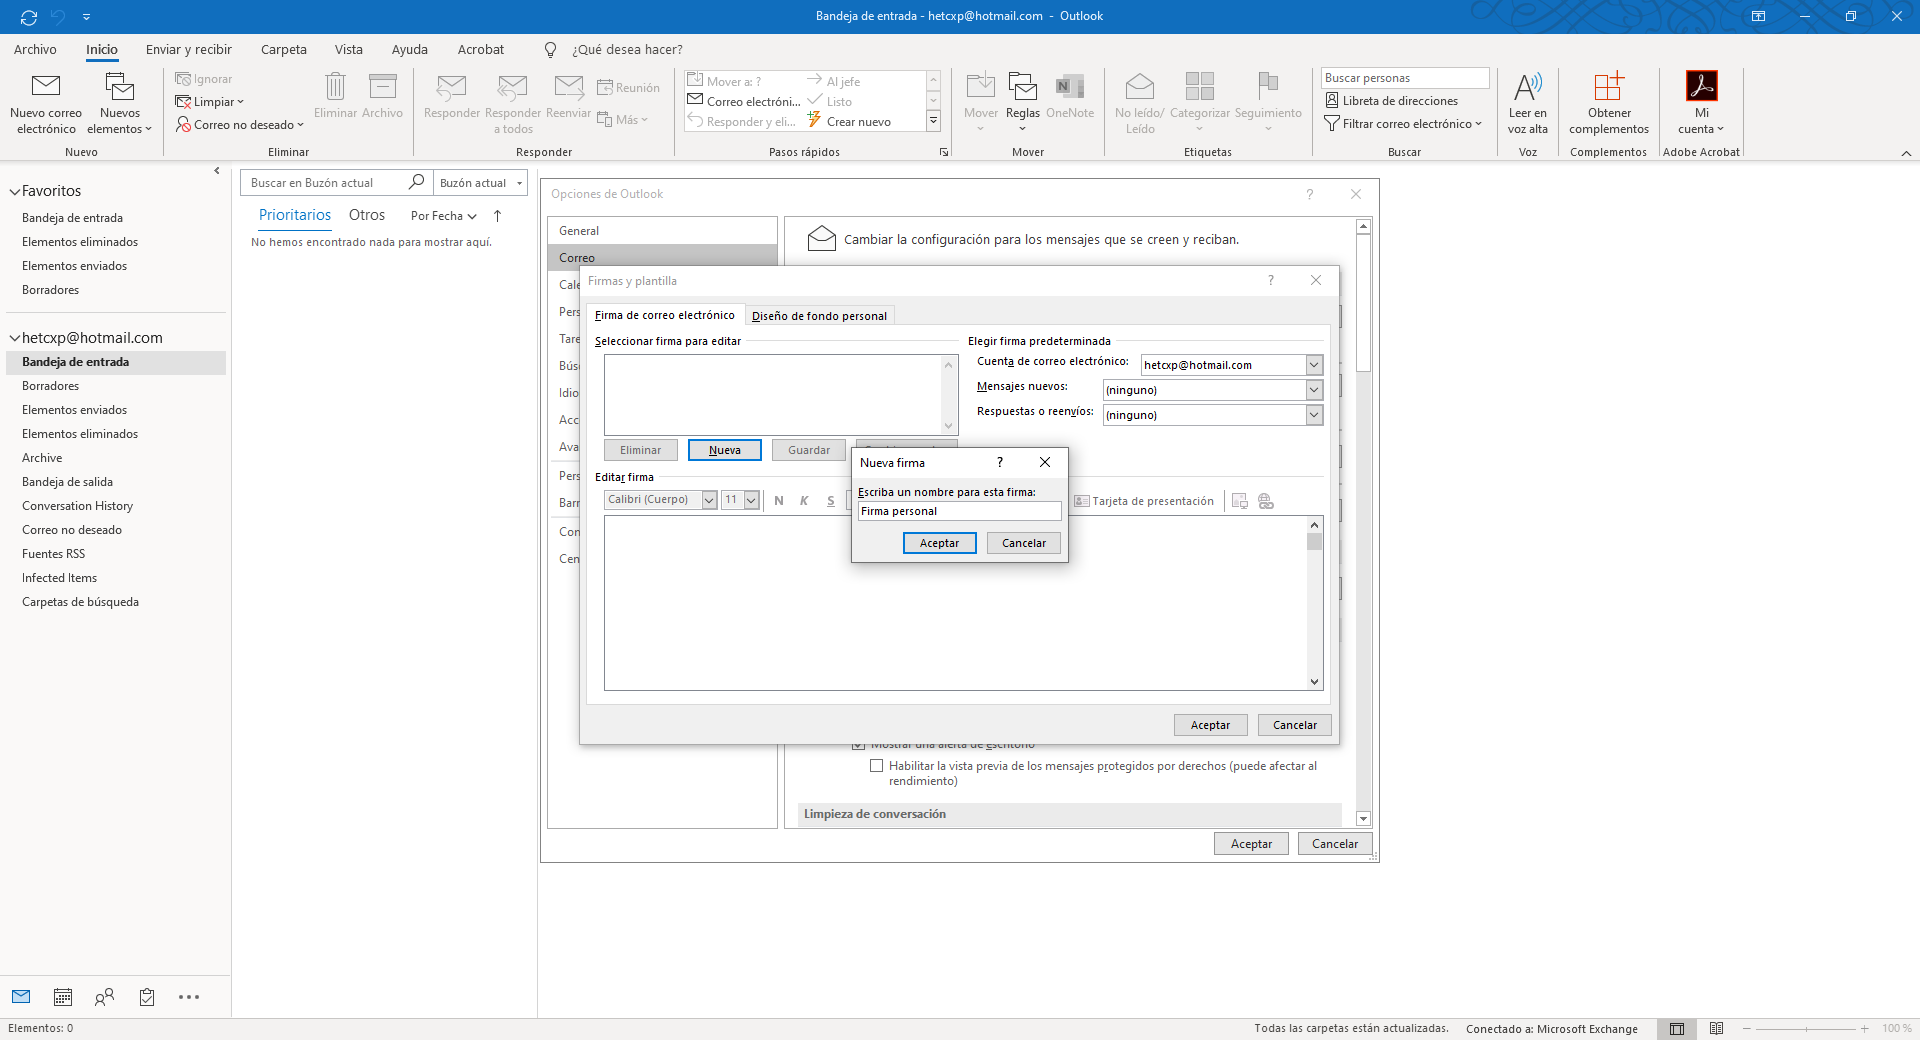 Bandeja de entrada - hetcxp@hotmail.com - Outlook
Archivo Inicio Enviar y recibir Carpeta Vista Ayuda Acrobat ¿Qué desea hacer?
Nuevo correo electrónico
Nuevos elementos
Nuevo
Ignorar
Limpiar
Correo no deseado
Eliminar
Archivo
Eliminar
Responder
Responder a todos
Reenviar
Reunión
Más
Responder
Mover a: ?
Correo electróni...
Responder y eli...
Al jefe
Listo
Crear nuevo
Pasos rápidos
Mover
Reglas
OneNote
Mover
No leído/ Leído
Categorizar
Seguimiento
Etiquetas
Buscar personas
Libreta de direcciones
Filtrar correo electrónico
Buscar
Leer en voz alta
Voz
Obtener complementos
Complementos
Mi cuenta
Adobe Acrobat
Favoritos
Bandeja de entrada
Elementos eliminados
Elementos enviados
Borradores
hetcxp@hotmail.com
Bandeja de entrada
Borradores
Elementos enviados
Elementos eliminados
Archive
Bandeja de salida
Conversation History
Correo no deseado
Fuentes RSS
Infected Items
Carpetas de búsqueda
Buscar en Buzón actual
Buzón actual
Prioritarios Otros Por Fecha
No hemos encontrado nada para mostrar aquí.
Opciones de Outlook
General
Correo
Cale
Pers
Tare
Bús
Idio
Acc
Ava
Pers
Barr
Con
Cen
Cambiar la configuración para los mensajes que se creen y reciban.
Firmas y plantilla
Firma de correo electrónico
Diseño de fondo personal
Seleccionar firma para editar
Elegir firma predeterminada
Cuenta de correo electrónico: hetcxp@hotmail.com
Mensajes nuevos: (ninguno)
Respuestas o reenvíos: (ninguno)
Eliminar Nueva Guardar
Editar firma
Calibri (Cuerpo) 11 N K S
Tarjeta de presentación
Nueva firma
Escriba un nombre para esta firma:
Firma personal
Aceptar Cancelar
Aceptar Cancelar
Mostrar una alerta de escritorio
Habilitar la vista previa de los mensajes protegidos por derechos (puede afectar al
rendimiento)
Limpieza de conversación
Aceptar Cancelar
Elementos: 0
Todas las carpetas están actualizadas. Conectado a: Microsoft Exchange 100 %